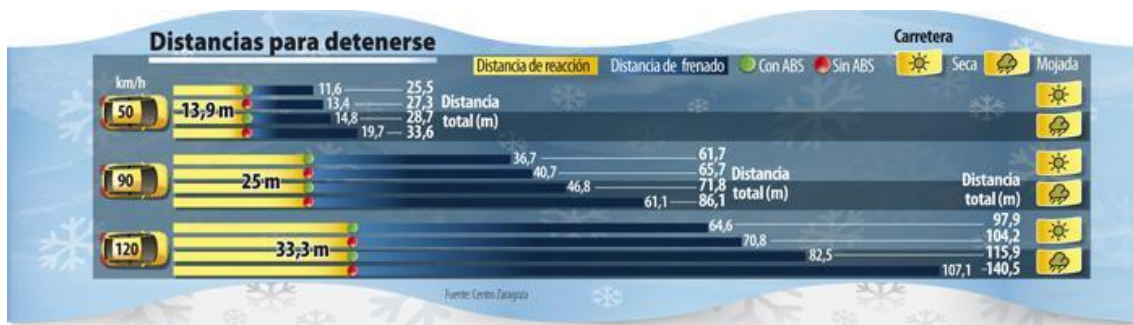 Distancias para detenerse
Carretera
Distancia de reacción Distancia de frenado Con ABS Sin ABS Seca Mojada
km/h
50
13,9 m
11,6 25,5
13,4 27,3
14,8 28,7
19,7 33,6
Distancia
total (m)
90
25 m
36,7 61,7
40,7 65,7
46,8 71,8
61,1 86,1
Distancia
total (m)
Distancia
total (m)
120
33,3 m
64,6 97,9
70,8 104,2
82,5 115,9
107,1 140,5
Fuente: Centro Zaragoza